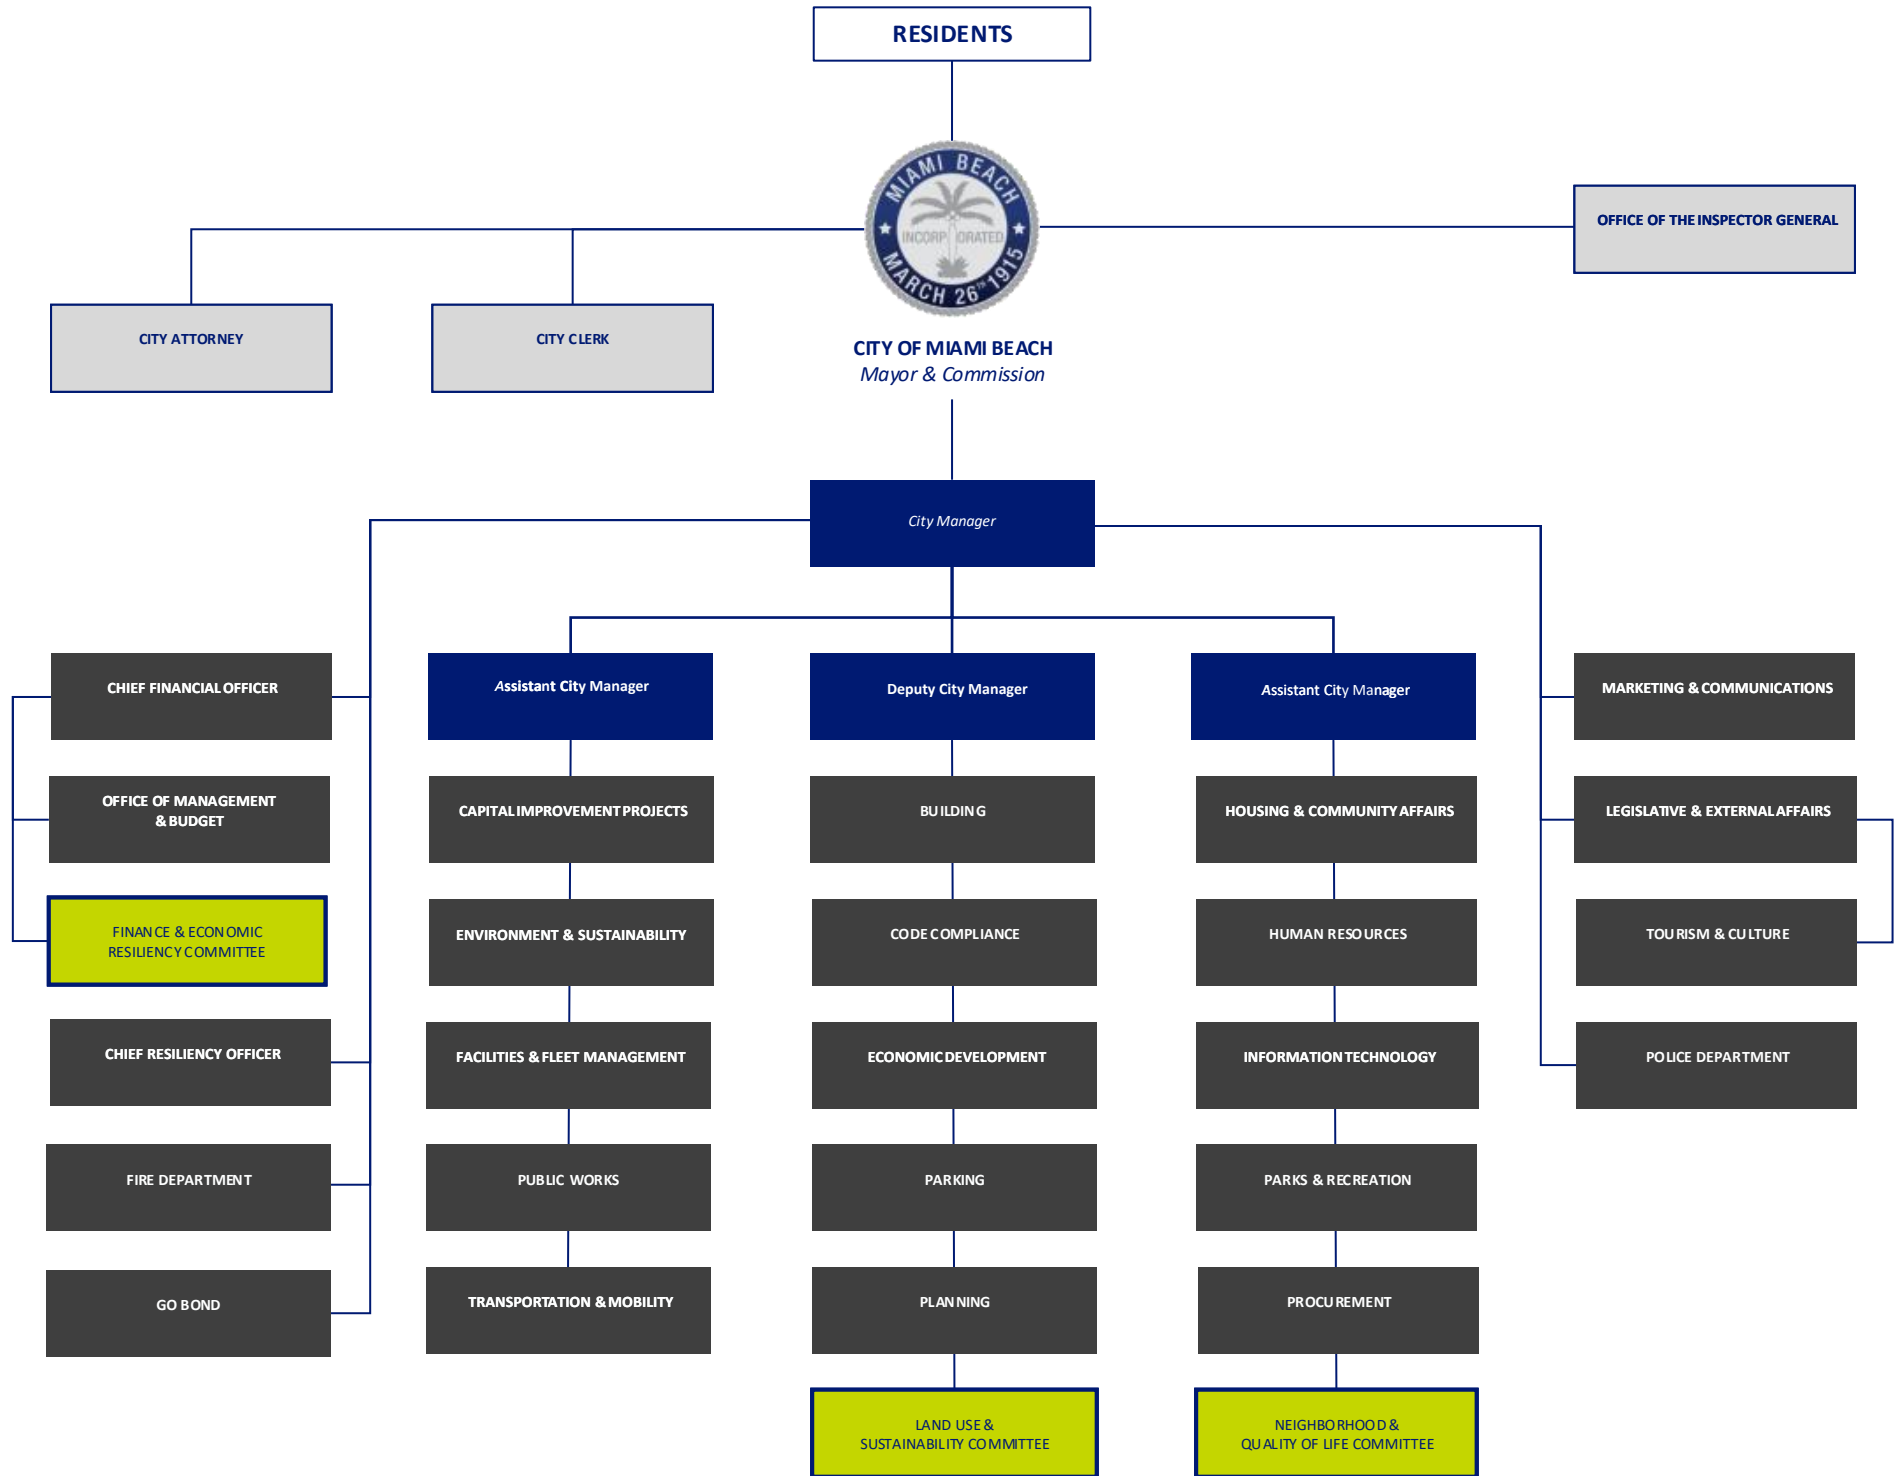 RESIDENTS
MIAMI BEACH
INCORPORATED
MARCH 26TH 1915
OFFICE OF THE INSPECTOR GENERAL
CITY ATTORNEY
CITY CLERK
CITY OF MIAMI BEACH
Mayor & Commission
City Manager
CHIEF FINANCIAL OFFICER
Assistant City Manager
Deputy City Manager
Assistant City Manager
MARKETING & COMMUNICATIONS
OFFICE OF MANAGEMENT
& BUDGET
CAPITAL IMPROVEMENT PROJECTS
BUILDING
HOUSING & COMMUNITY AFFAIRS
LEGISLATIVE & EXTERNAL AFFAIRS
FINANCE & ECONOMIC
RESILIENCY COMMITTEE
ENVIRONMENT & SUSTAINABILITY
CODE COMPLIANCE
HUMAN RESOURCES
TOURISM & CULTURE
CHIEF RESILIENCY OFFICER
FACILITIES & FLEET MANAGEMENT
ECONOMIC DEVELOPMENT
INFORMATION TECHNOLOGY
POLICE DEPARTMENT
FIRE DEPARTMENT
PUBLIC WORKS
PARKING
PARKS & RECREATION
GO BOND
TRANSPORTATION & MOBILITY
PLANNING
PROCUREMENT
LAND USE &
SUSTAINABILITY COMMITTEE
NEIGHBORHOOD &
QUALITY OF LIFE COMMITTEE